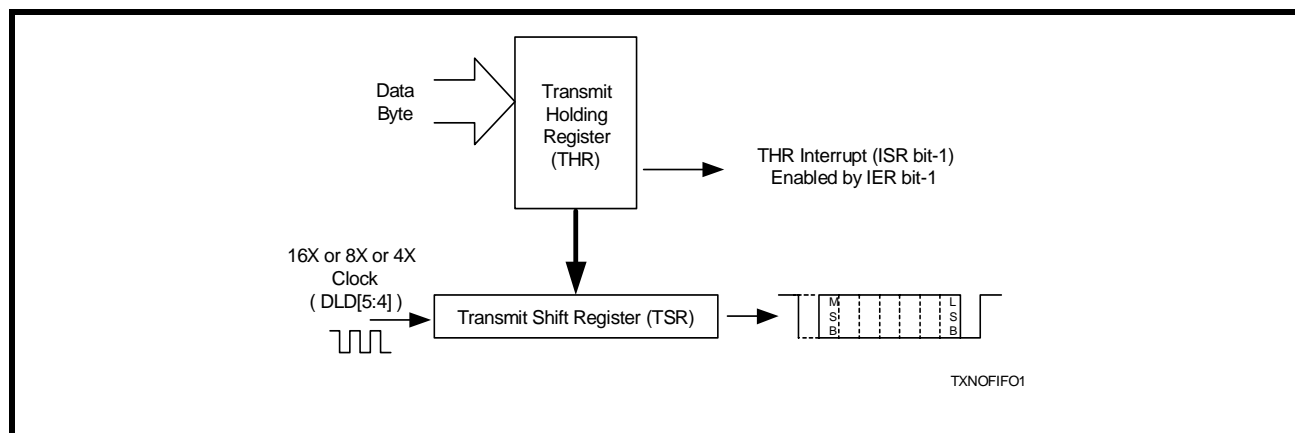 Data
Byte
Transmit
Holding
Register
(THR)
THR Interrupt (ISR bit-1)
Enabled by IER bit-1
16X or 8X or 4X
Clock
( DLD[5:4] )
Transmit Shift Register (TSR)
M
S
B
L
S
B
TXNOFIFO1